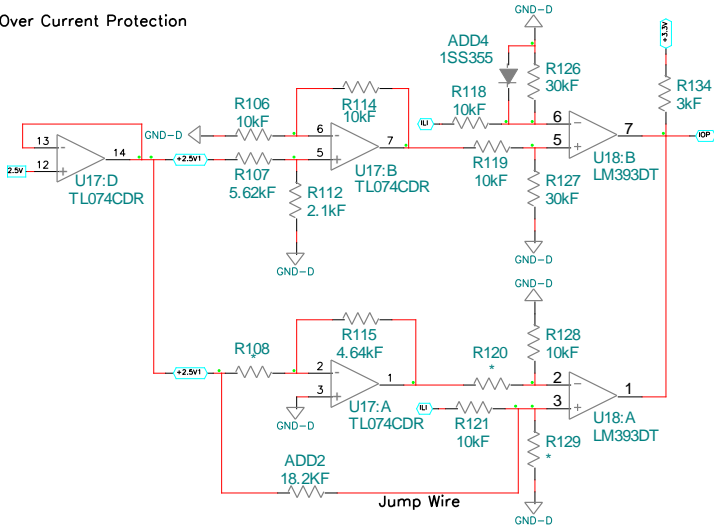 Over Current Protection
GND-D
ADD4
1SS355
+3.3V
R126
30kF
R134
3kF
R118
10kF
R106
10kF
R114
10kF
GND-D
6
7
5
U17:B
TL074CDR
ILI
6
7
5
U18:B
LM393DT
IOP
13
14
12
2.5V
U17:D
TL074CDR
+2.5V1
R107
5.62kF
R112
2.1kF
GND-D
R119
10kF
R127
30kF
GND-D
GND-D
R128
10kF
R108
*
+2.5V1
R115
4.64kF
2
1
3
U17:A
TL074CDR
GND-D
R120
*
ILI
R121
10kF
2
1
3
U18:A
LM393DT
R129
*
GND-D
ADD2
18.2KF
Jump Wire